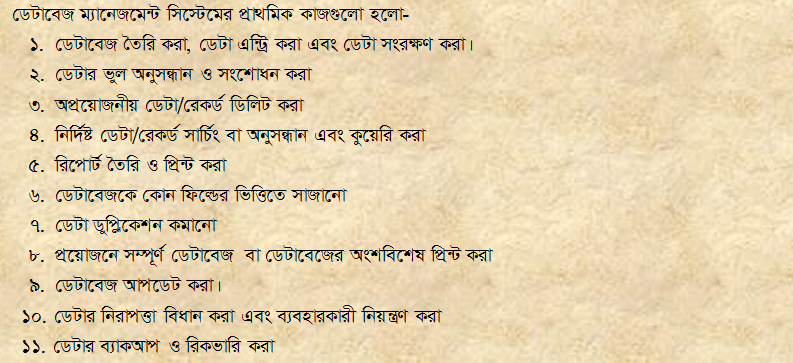 ডেটাবেজ ম্যানেজমেন্ট সিস্টেমের প্রাথমিক কাজগুলো হলো-
১. ডেটাবেজ তৈরি করা, ডেটা এন্ট্রি করা এবং ডেটা সংরক্ষণ করা।
২. ডেটার ভুল অনুসন্ধান ও সংশোধন করা
৩. অপ্রয়োজনীয় ডেটা/রেকর্ড ডিলিট করা
৪. নির্দিষ্ট ডেটা/রেকর্ড সার্চিং বা অনুসন্ধান এবং কুয়েরি করা
৫. রিপোর্ট তৈরি ও প্রিন্ট করা
৬. ডেটাবেজকে কোন ফিল্ডের ভিত্তিতে সাজানো
৭. ডেটা ডুপ্লিকেশন কমানো
৮. প্রয়োজনে সম্পূর্ণ ডেটাবেজ বা ডেটাবেজের অংশবিশেষ প্রিন্ট করা
৯. ডেটাবেজ আপডেট করা।
১০. ডেটার নিরাপত্তা বিধান করা এবং ব্যবহারকারী নিয়ন্ত্রণ করা
১১. ডেটার ব্যাকআপ ও রিকভারি করা